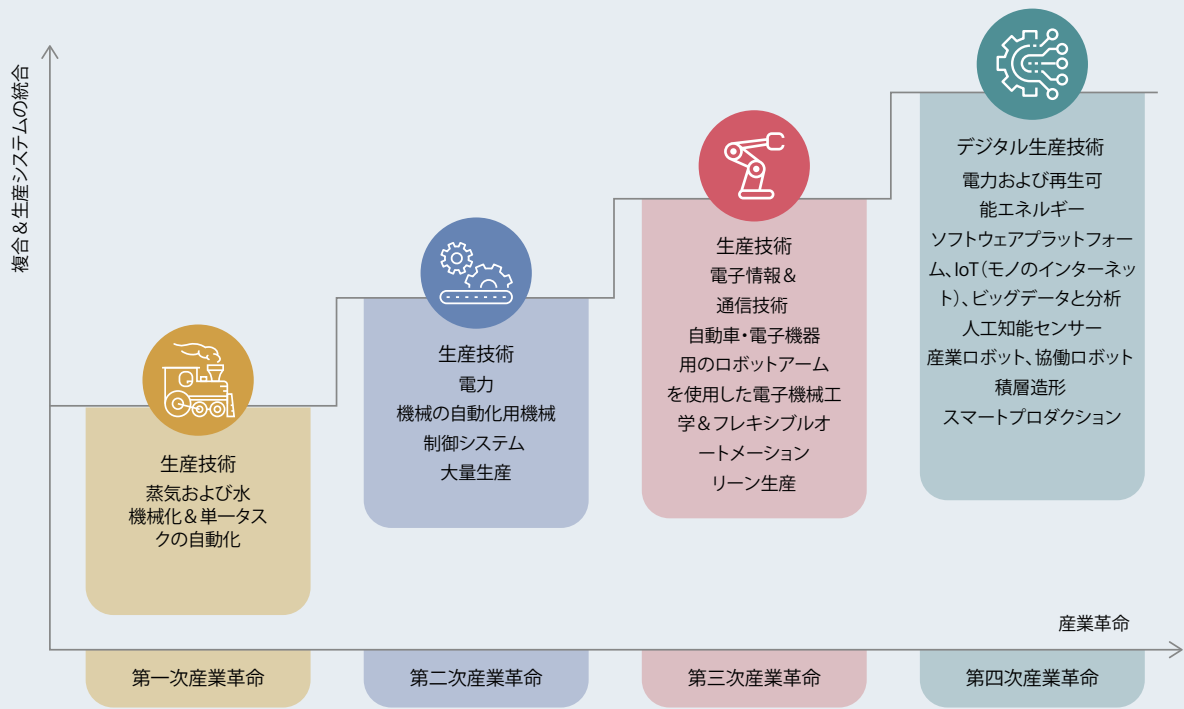 複合＆生産システムの統合
生産技術
蒸気および水
機械化＆単一タス
クの自動化
生産技術
電力
機械の自動化用機械
制御システム
大量生産
生産技術
電子情報＆
通信技術
自動車・電子機器
用のロボットアーム
を使用した電子機械工
学＆フレキシブルオ
ートメーション
リーン生産
デジタル生産技術
電力および再生可
能エネルギー
ソフトウェアプラットフォー
ム、IoT（モノのインターネッ
ト）、ビッグデータと分析
人工知能センサー
産業ロボット、協働ロボット
積層造形
スマートプロダクション
産業革命
第一次産業革命
第二次産業革命
第三次産業革命
第四次産業革命